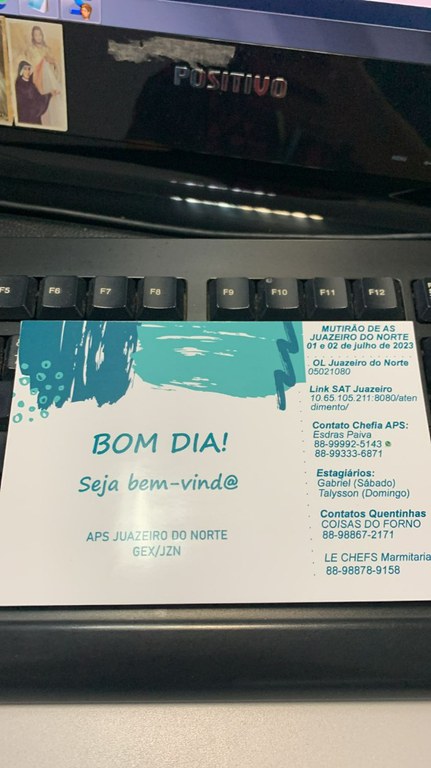 POSITIVO
F5 F6 F7 F8 F9 F10 F11 F12
BOM DIA!
Seja bem-vind@
APS JUAZEIRO DO NORTE
GEX/JZN
MUTIRÃO DE AS
JUAZEIRO DO NORTE
01 e 02 de julho de 2023
OL Juazeiro do Norte
05021080
Link SAT Juazeiro
10.65.105.211:8080/aten
dimento/
Contato Chefia APS:
Esdras Paiva
88-99992-5143
88-99333-6871
Estagiários:
Gabriel (Sábado)
Talysson (Domingo)
Contatos Quentinhas
COISAS DO FORNO
88-98867-2171
LE CHEFS Marmitaria
88-98878-9158